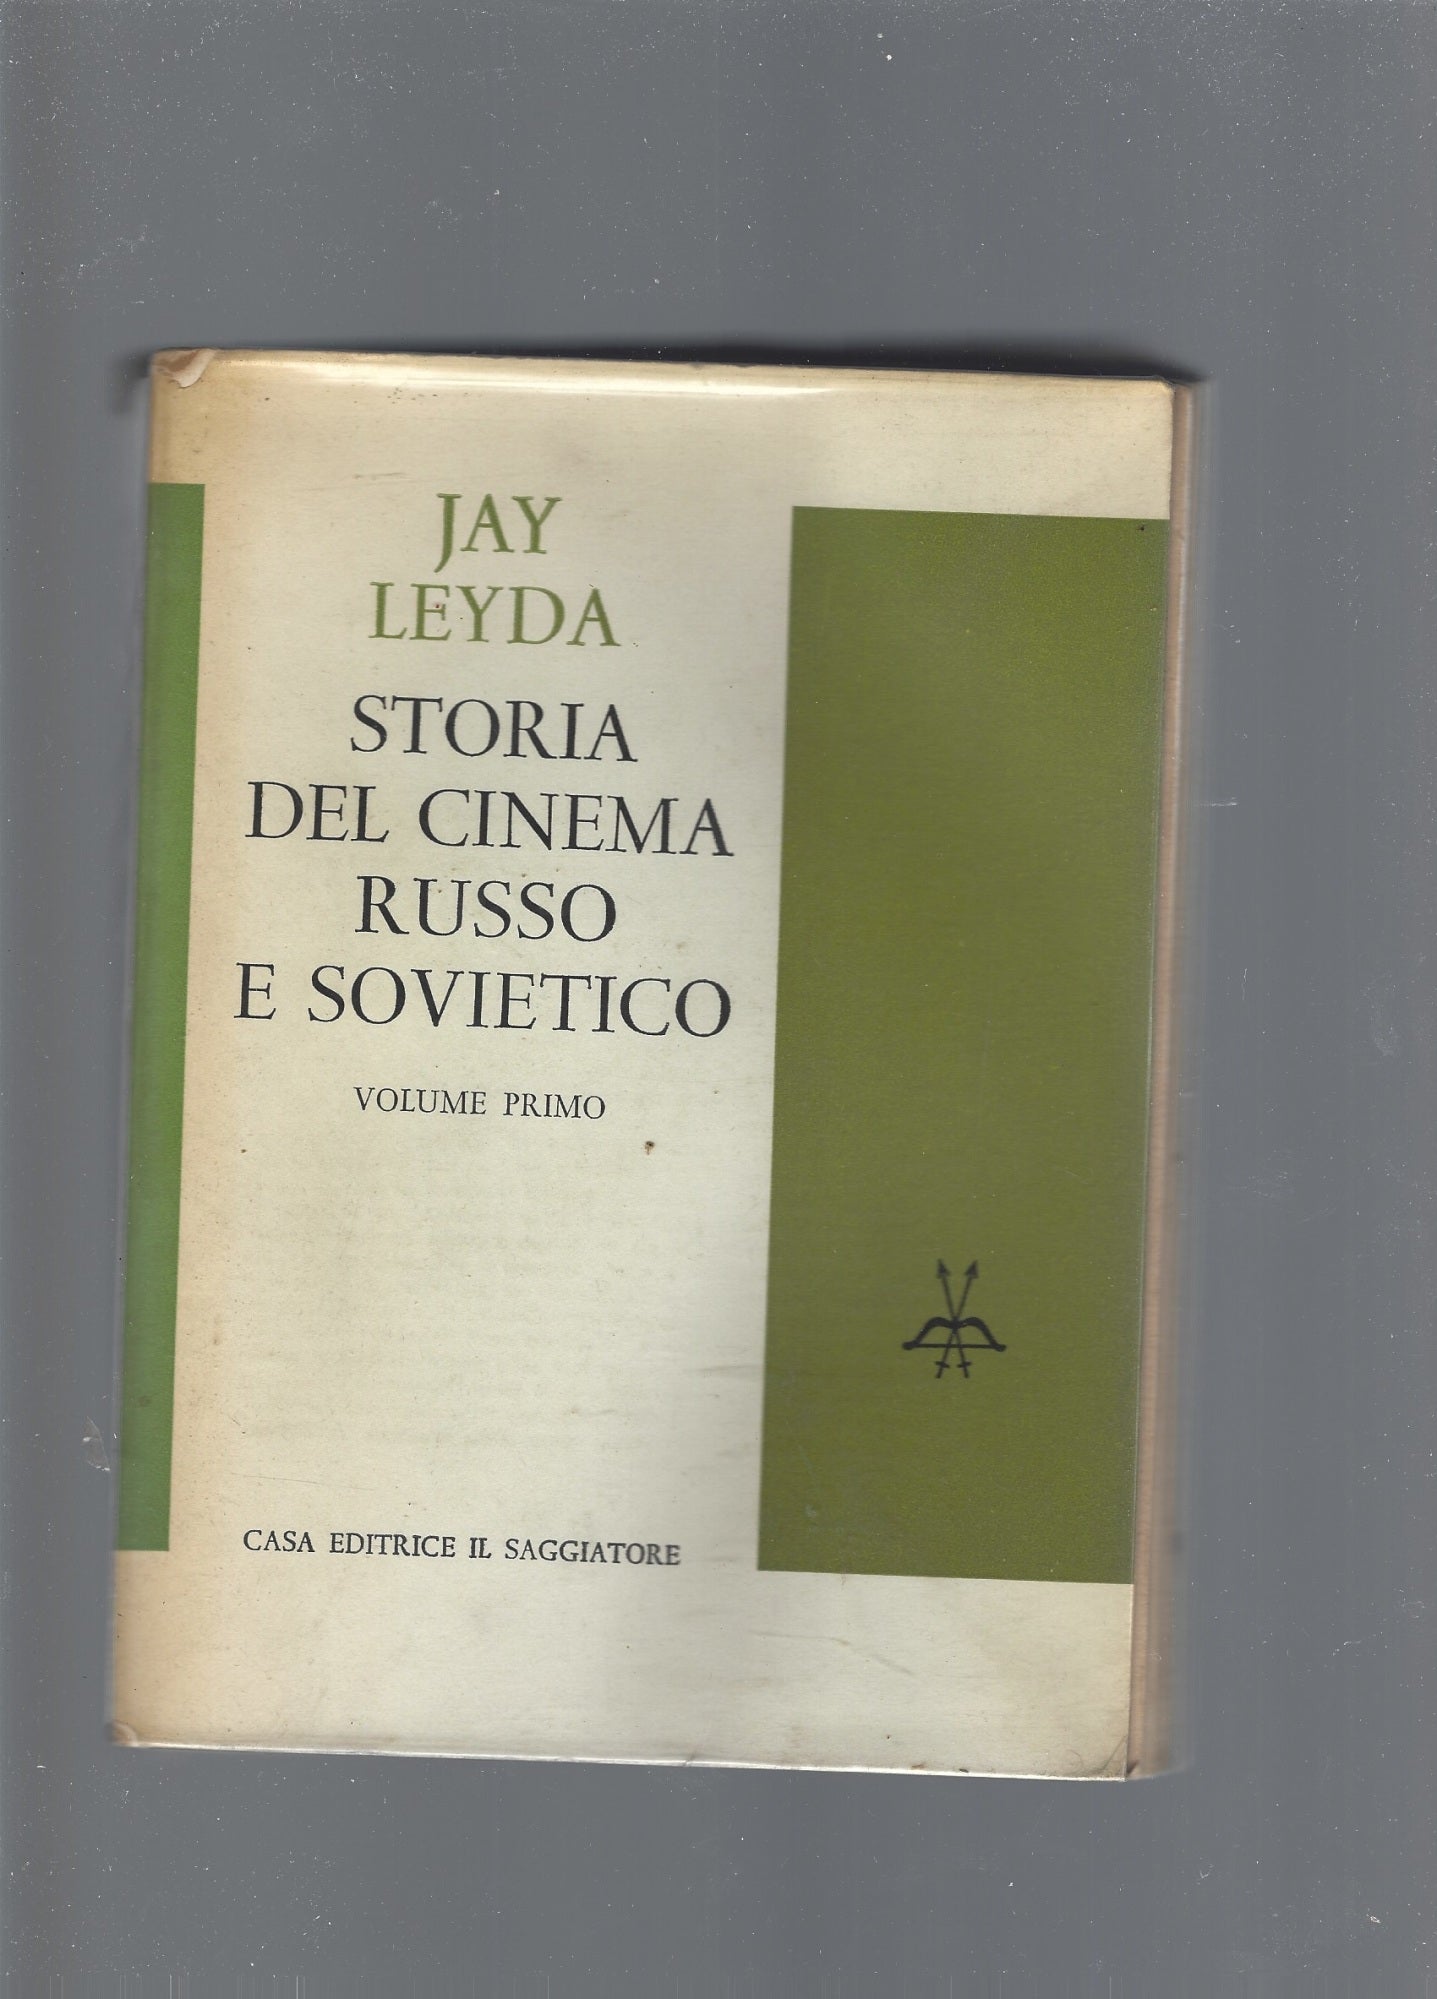 JAY
LEYDA
STORIA
DEL CINEMA
RUSSO
E SOVIETICO
VOLUME PRIMO
CASA EDITRICE IL SAGGIATORE